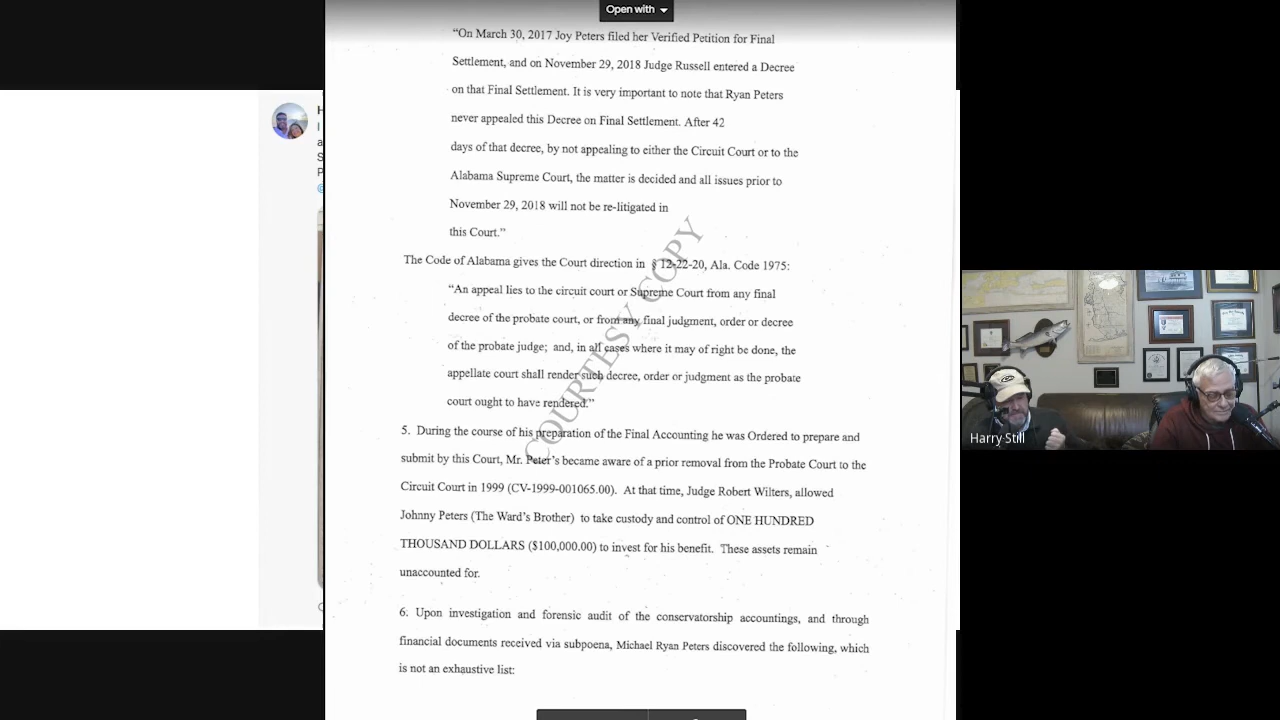 Open with
“On March 30, 2017 Joy Peters filed her Verified Petition for Final
Settlement, and on November 29, 2018 Judge Russell entered a Decree
on that Final Settlement. It is very important to note that Ryan Peters
never appealed this Decree on Final Settlement. After 42
days of that decree, by not appealing to either the Circuit Court or to the
Alabama Supreme Court, the matter is decided and all issues prior to
November 29, 2018 will not be re-litigated in
this Court.”
The Code of Alabama gives the Court direction in § 12-22-20, Ala. Code 1975:
“An appeal lies to the circuit court or Supreme Court from any final
decree of the probate court, or from any final judgment, order or decree
of the probate judge; and, in all cases where it may of right be done, the
appellate court shall render such decree, order or judgment as the probate
court ought to have rendered.”
5. During the course of his preparation of the Final Accounting he was Ordered to prepare and
submit by this Court, Mr. Peter’s became aware of a prior removal from the Probate Court to the
Circuit Court in 1999 (CV-1999-001065.00). At that time, Judge Robert Wilters, allowed
Johnny Peters (The Ward’s Brother) to take custody and control of ONE HUNDRED
THOUSAND DOLLARS ($100,000.00) to invest for his benefit. These assets remain
unaccounted for.
6. Upon investigation and forensic audit of the conservatorship accountings, and through
financial documents received via subpoena, Michael Ryan Peters discovered the following, which
is not an exhaustive list:
COURTESY COPY
Harry Still